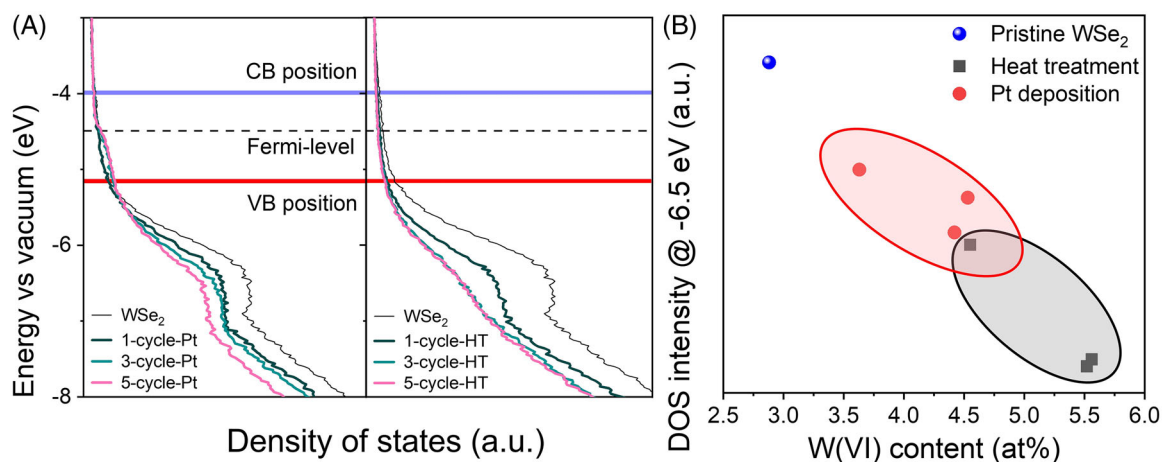 (A)
Energy vs vacuum (eV)
-4
-6
-8
CB position
Fermi-level
VB position
WSe₂
1-cycle-Pt
3-cycle-Pt
5-cycle-Pt
WSe₂
1-cycle-HT
3-cycle-HT
5-cycle-HT
Density of states (a.u.)
(B)
DOS intensity @ -6.5 eV (a.u.)
Pristine WSe₂
Heat treatment
Pt deposition
2.5 3.0 3.5 4.0 4.5 5.0 5.5 6.0
W(VI) content (at%)